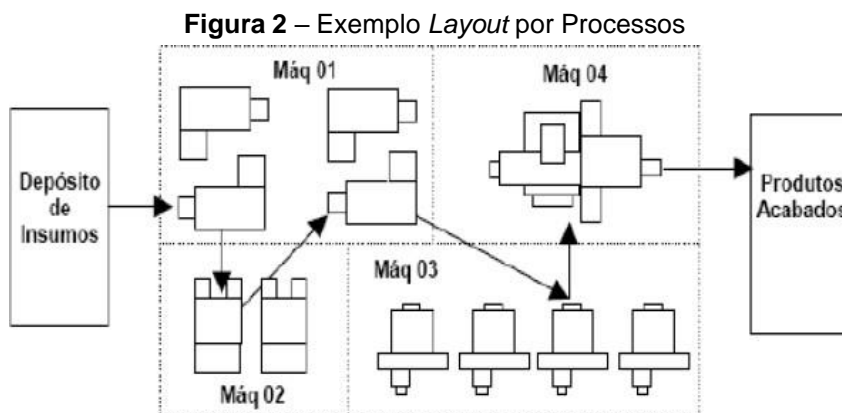 Figura 2 – Exemplo Layout por Processos
Máq 01
Máq 04
Depósito
de
Insumos
Produtos
Acabados
Máq 03
Máq 02